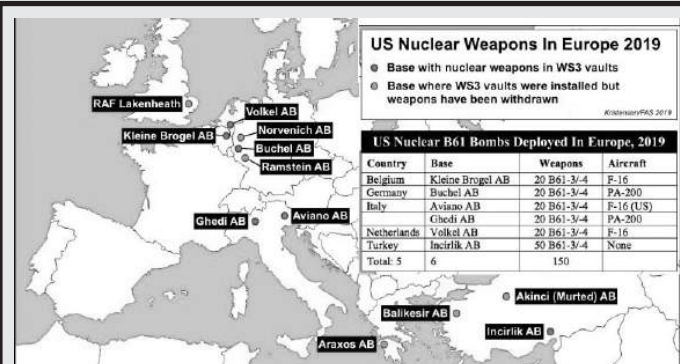 US Nuclear Weapons In Europe 2019
Base with nuclear weapons in WS3 vaults
Base where WS3 vaults were installed but
weapons have been withdrawn
Kristensen/FAS 2019
RAF Lakenheath
Volkel AB
Kleine Brogel AB
Norvenich AB
Buchel AB
Ramstein AB
Ghedi AB
Aviano AB
Akinci (Murted) AB
Balikesir AB
Incirlik AB
Araxos AB
US Nuclear B61 Bombs Deployed In Europe, 2019
Country Base Weapons Aircraft
Belgium Kleine Brogel AB 20 B61-3/-4 F-16
Germany Buchel AB 20 B61-3/-4 PA-200
Italy Aviano AB 20 B61-3/-4 F-16 (US)
Ghedi AB 20 B61-3/-4 PA-200
Netherlands Volkel AB 20 B61-3/-4 F-16
Turkey Incirlik AB 50 B61-3/-4 None
Total: 5 6 150